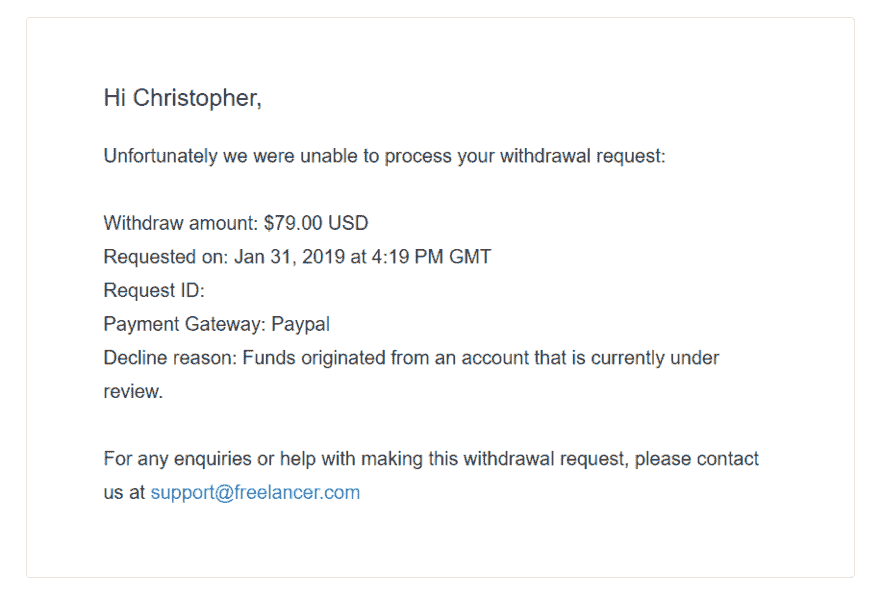 Hi Christopher,
Unfortunately we were unable to process your withdrawal request:
Withdraw amount: $79.00 USD
Requested on: Jan 31, 2019 at 4:19 PM GMT
Request ID:
Payment Gateway: Paypal
Decline reason: Funds originated from an account that is currently under
review.
For any enquiries or help with making this withdrawal request, please contact
us at support@freelancer.com